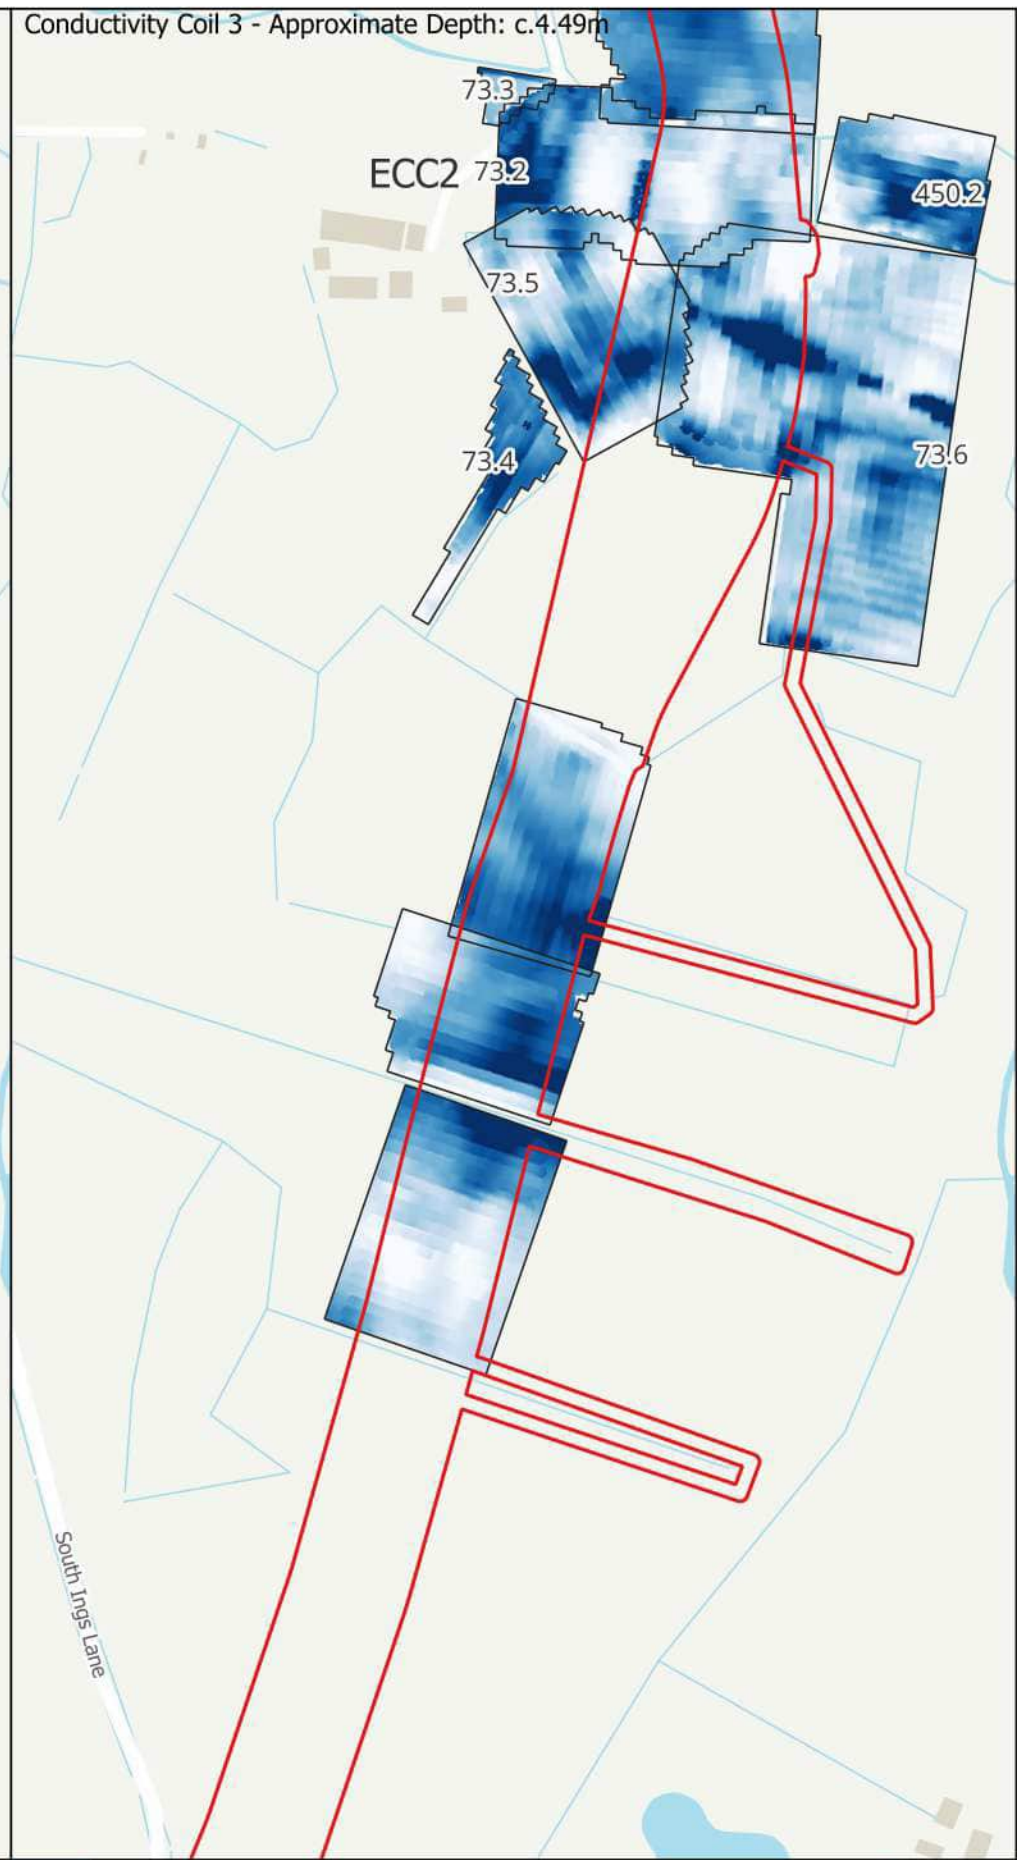 Conductivity Coil 3 - Approximate Depth: c.4.49m
73.3
ECC2
73.2
450.2
73.5
73.4
73.6
South Ings Lane